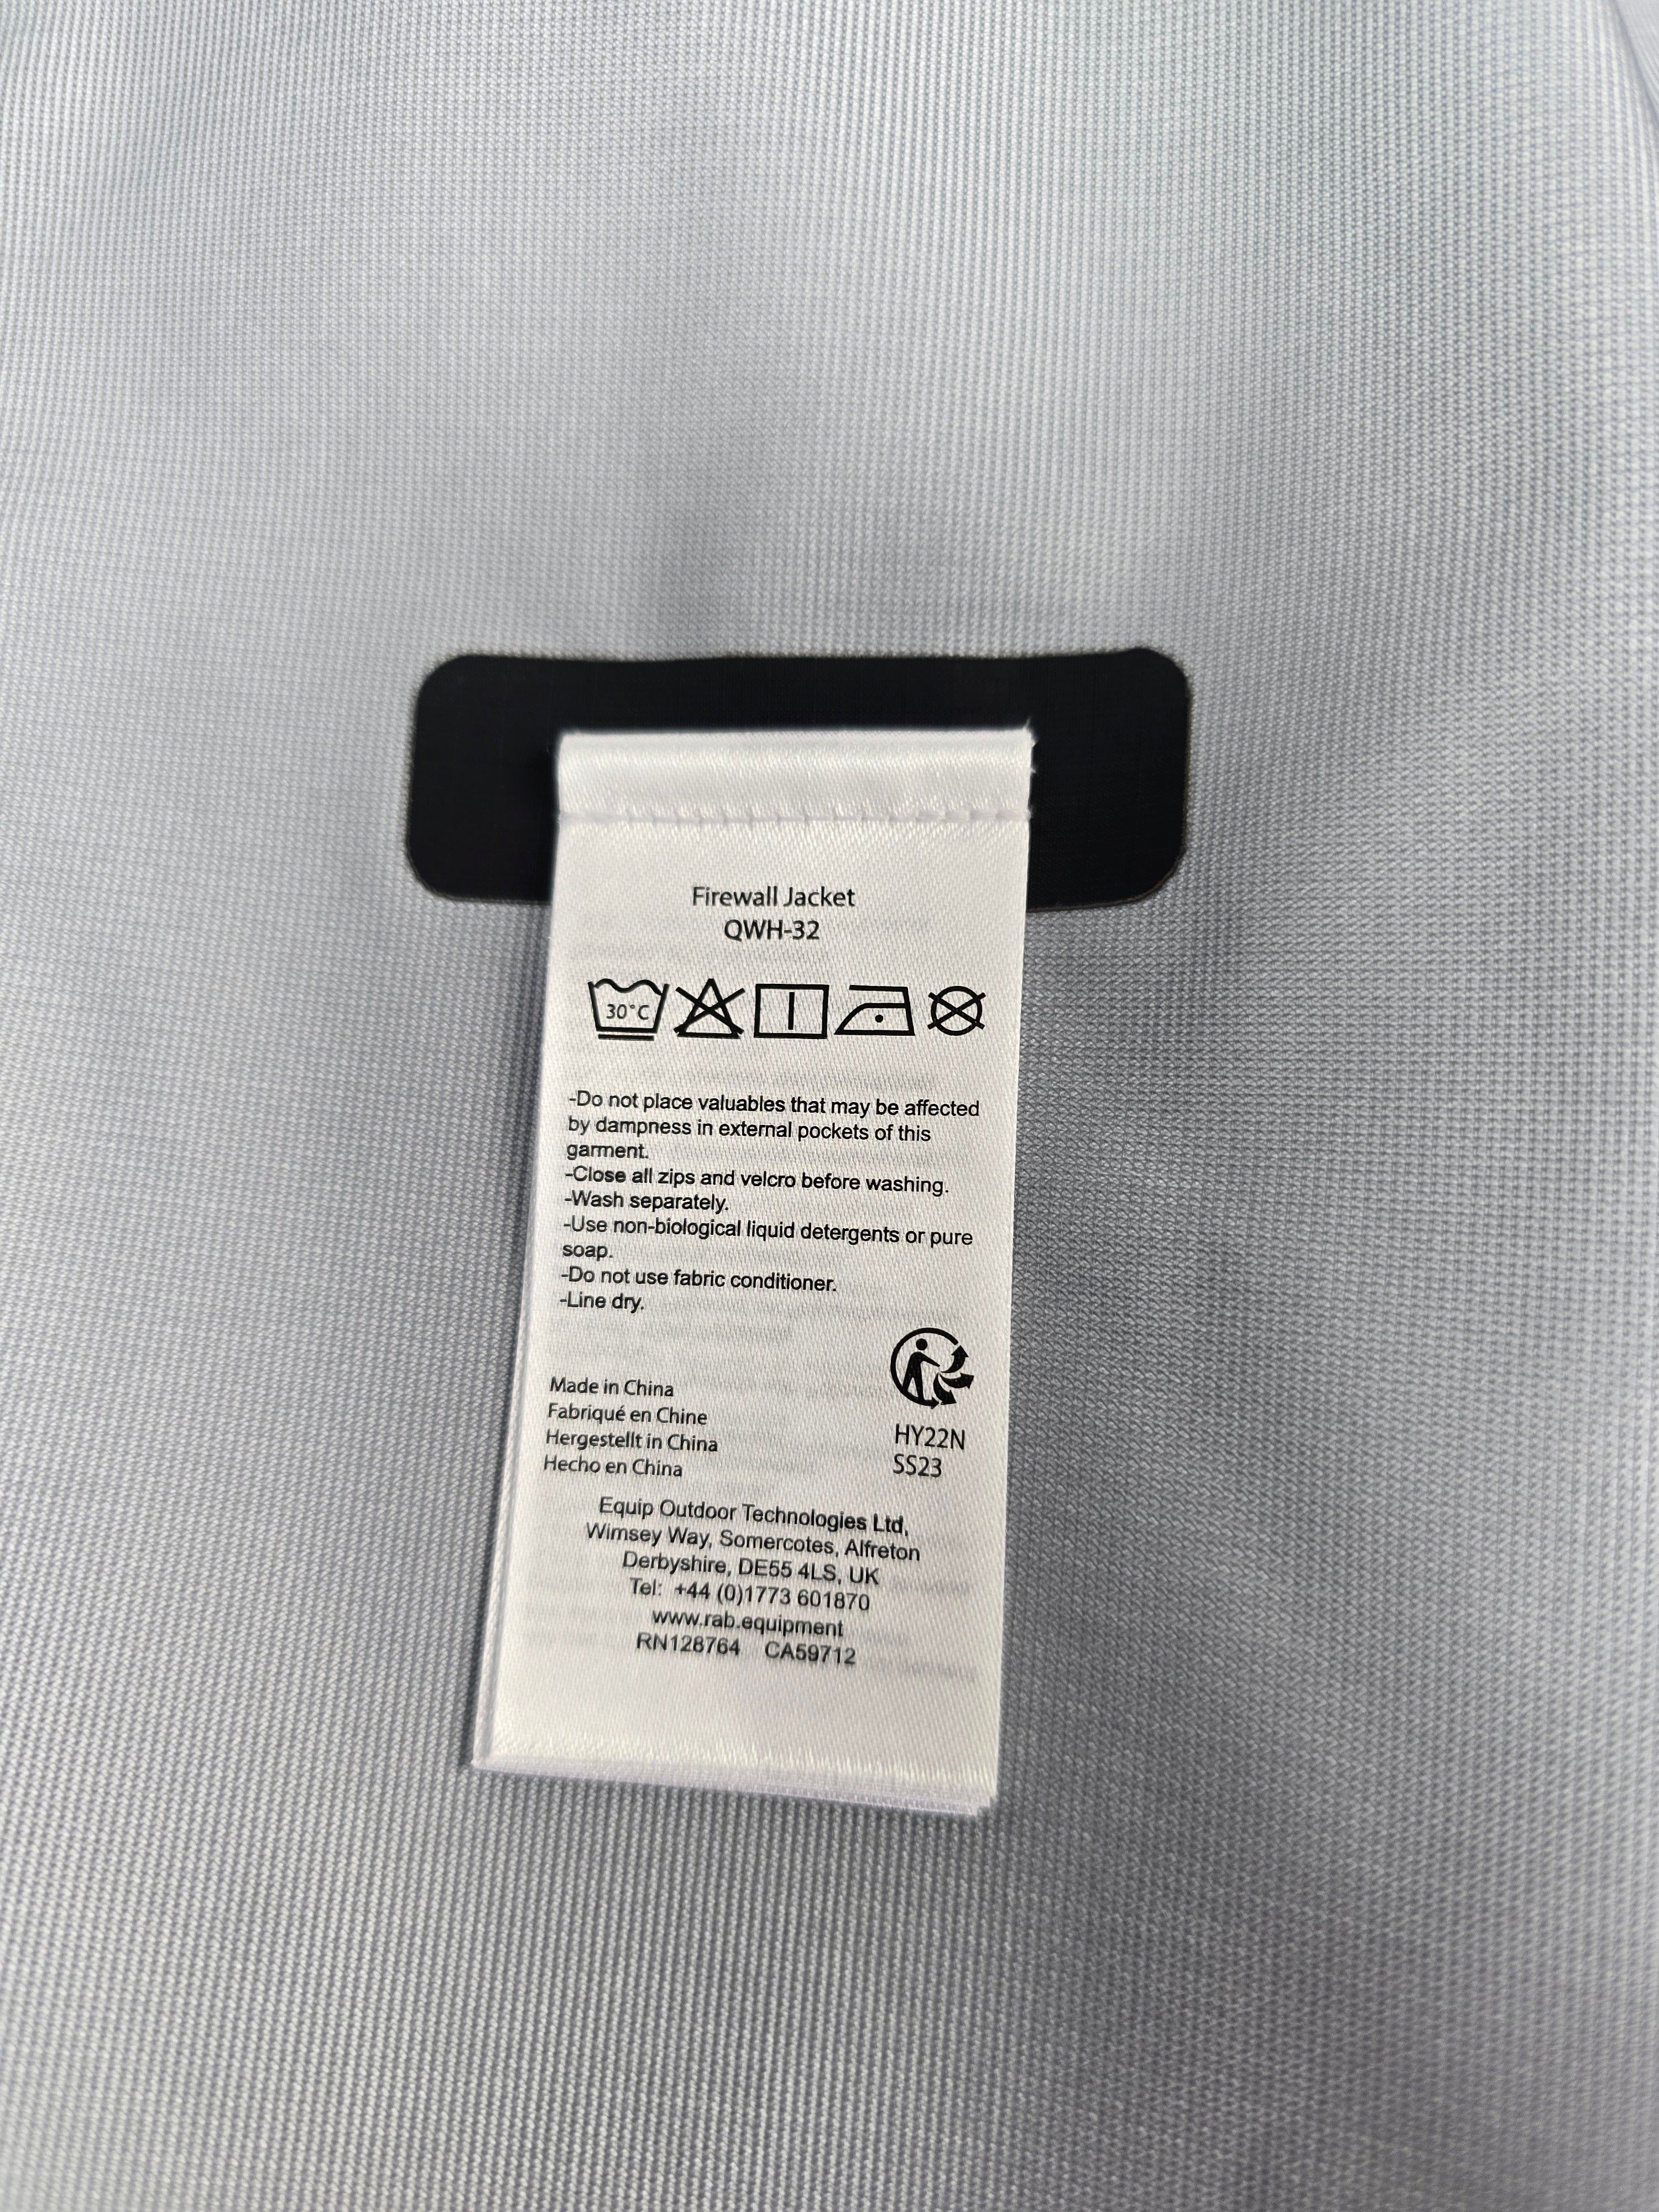 Firewall Jacket
QWH-32
30°C
-Do not place valuables that may be affected
by dampness in external pockets of this
garment.
-Close all zips and velcro before washing.
-Wash separately.
-Use non-biological liquid detergents or pure
soap.
-Do not use fabric conditioner.
-Line dry.
Made in China
Fabriqué en Chine
Hergestellt in China
Hecho en China
HY22N
SS23
Equip Outdoor Technologies Ltd,
Wimsey Way, Somercotes, Alfreton
Derbyshire, DE55 4LS, UK
Tel: +44 (0)1773 601870
www.rab.equipment
RN128764 CA59712